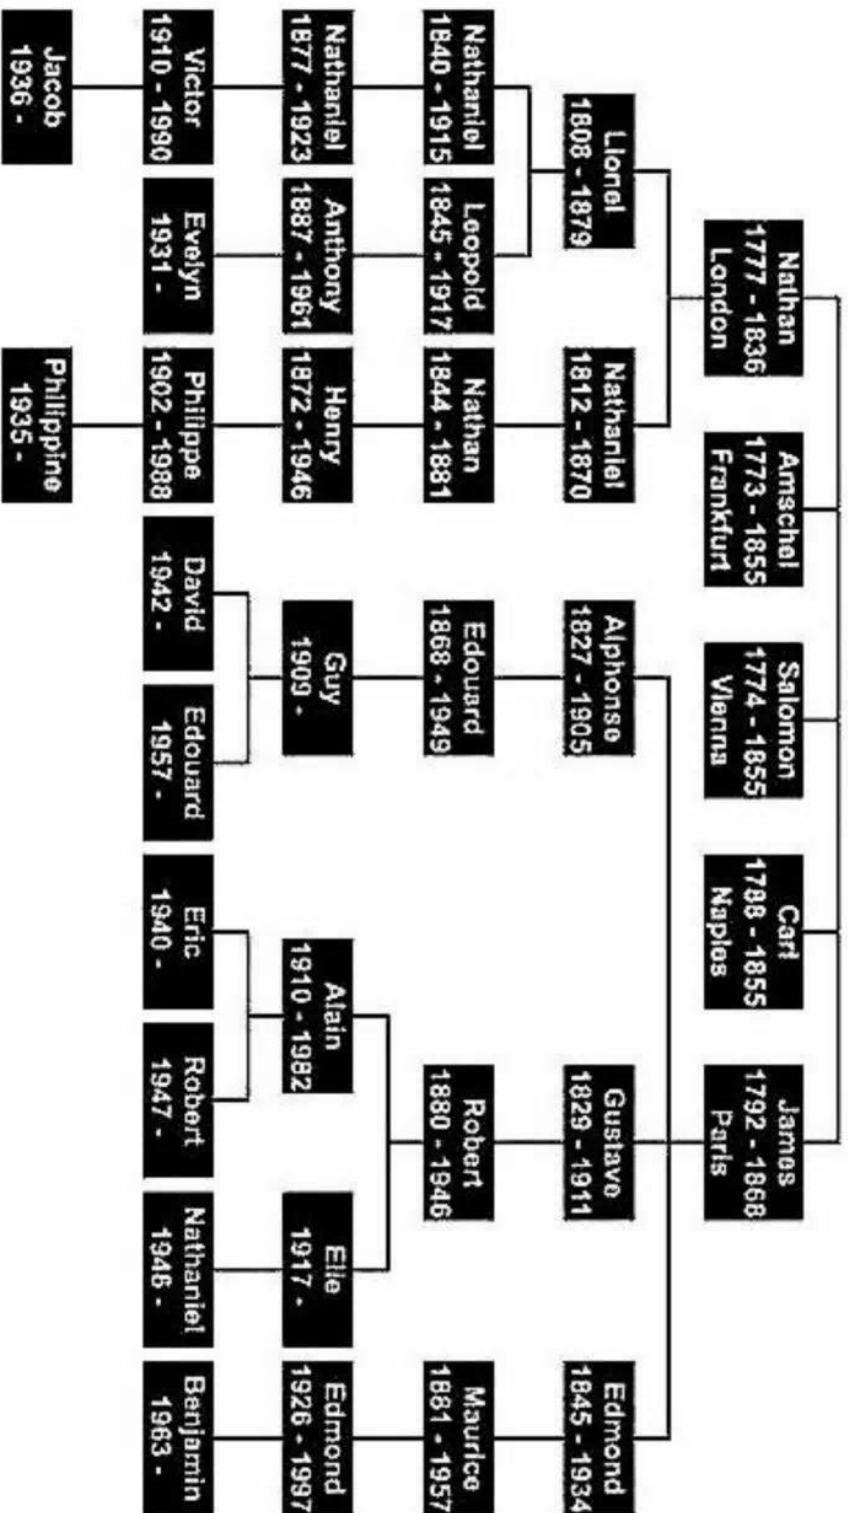 Nathan
1777 - 1836
London
Amschel
1773 - 1855
Frankfurt
Salomon
1774 - 1855
Vienna
Carl
1788 - 1855
Naples
James
1792 - 1868
Paris
Lionel
1808 - 1879
Nathaniel
1812 - 1870
Alphonse
1827 - 1905
Gustave
1829 - 1911
Edmond
1845 - 1934
Nathaniel
1840 - 1915
Leopold
1845 - 1917
Nathan
1844 - 1881
Edouard
1868 - 1949
Robert
1880 - 1946
Maurice
1881 - 1957
Nathaniel
1877 - 1923
Anthony
1887 - 1961
Henry
1872 - 1946
Guy
1909 -
Alain
1910 - 1982
Elie
1917 -
Edmond
1926 - 1997
Victor
1910 - 1990
Evelyn
1931 -
Philippe
1902 - 1988
David
1942 -
Edouard
1957 -
Eric
1940 -
Robert
1947 -
Nathaniel
1946 -
Benjamin
1963 -
Jacob
1936 -
Philippine
1935 -